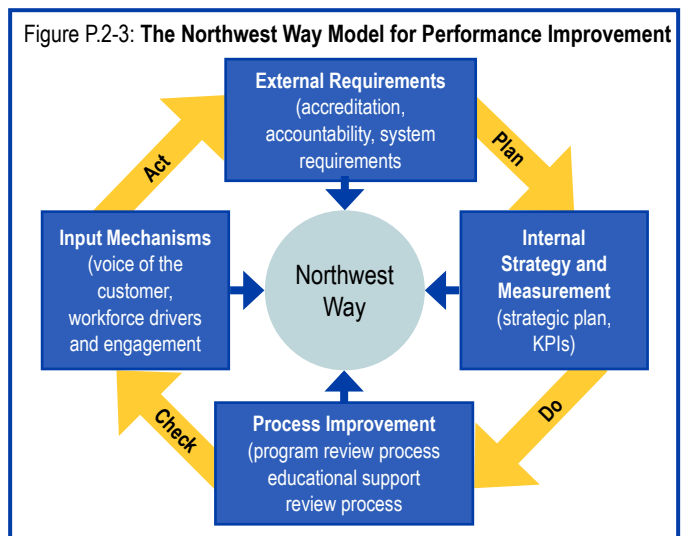 Figure P.2-3: The Northwest Way Model for Performance Improvement
External Requirements
(accreditation,
accountability, system
requirements
Plan
Internal
Strategy and
Measurement
(strategic plan,
KPIs)
Do
Process Improvement
(program review process
educational support
review process
Check
Input Mechanisms
(voice of the
customer,
workforce drivers
and engagement
Act
Northwest
Way